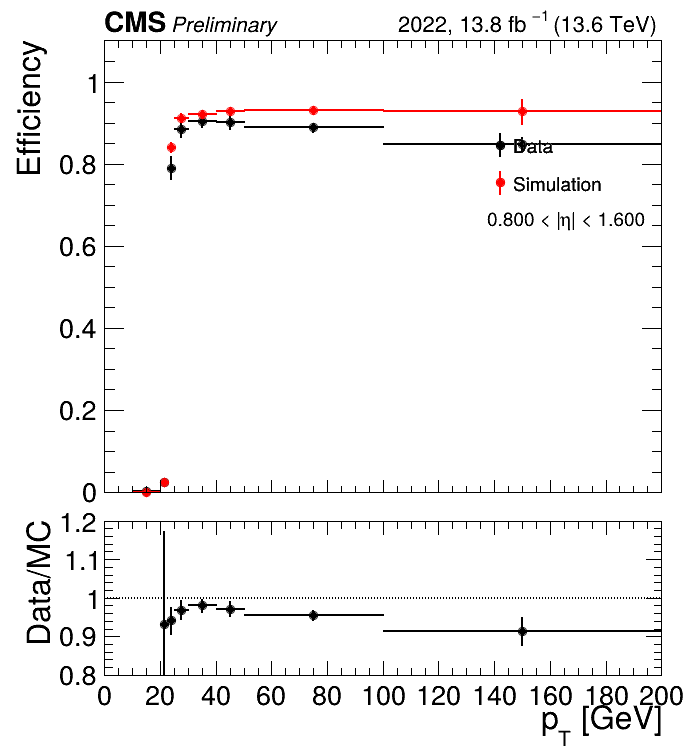 CMS Preliminary 2022, 13.8 fb⁻¹ (13.6 TeV)
Efficiency
1
0.8
0.6
0.4
0.2
0
Data
Simulation
0.800 < |η| < 1.600
Data/MC
1.2
1.1
1
0.9
0.8
0 20 40 60 80 100 120 140 160 180 200
p_T [GeV]